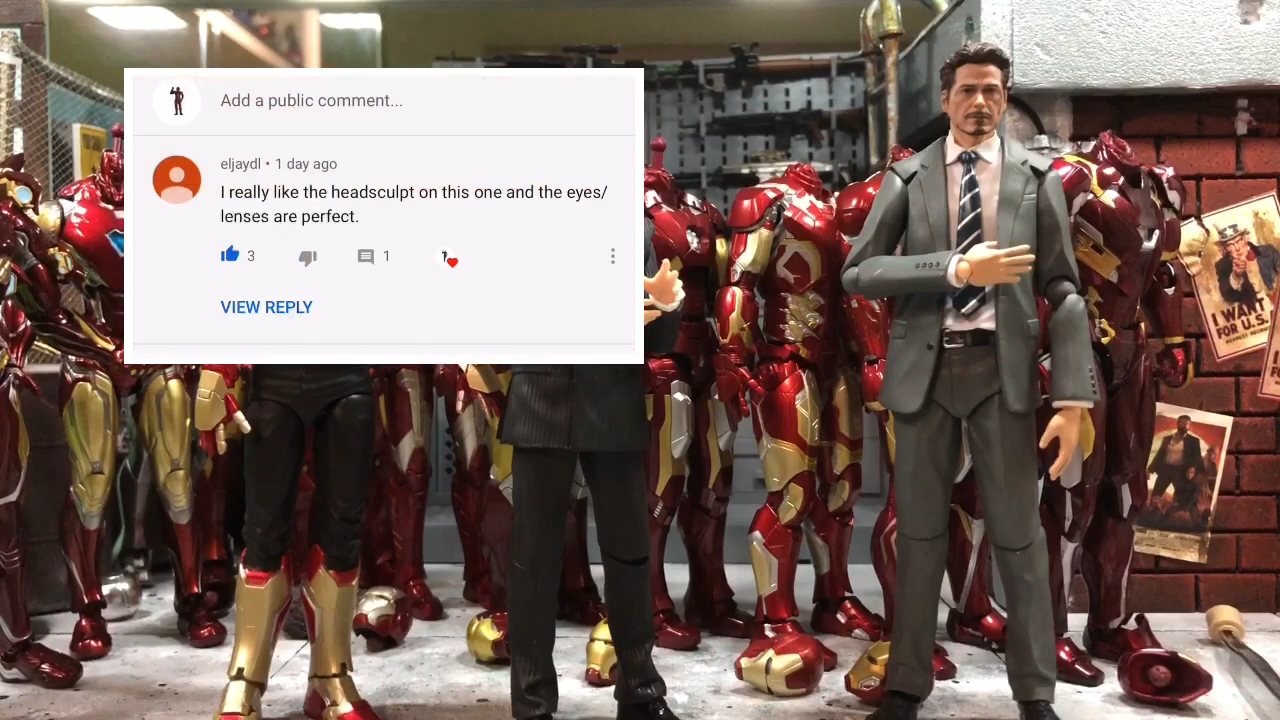 Add a public comment...
eljaydl • 1 day ago
I really like the headsculpt on this one and the eyes/
lenses are perfect.
3
1
VIEW REPLY
I WANT
FOR U.S.
NEAREST